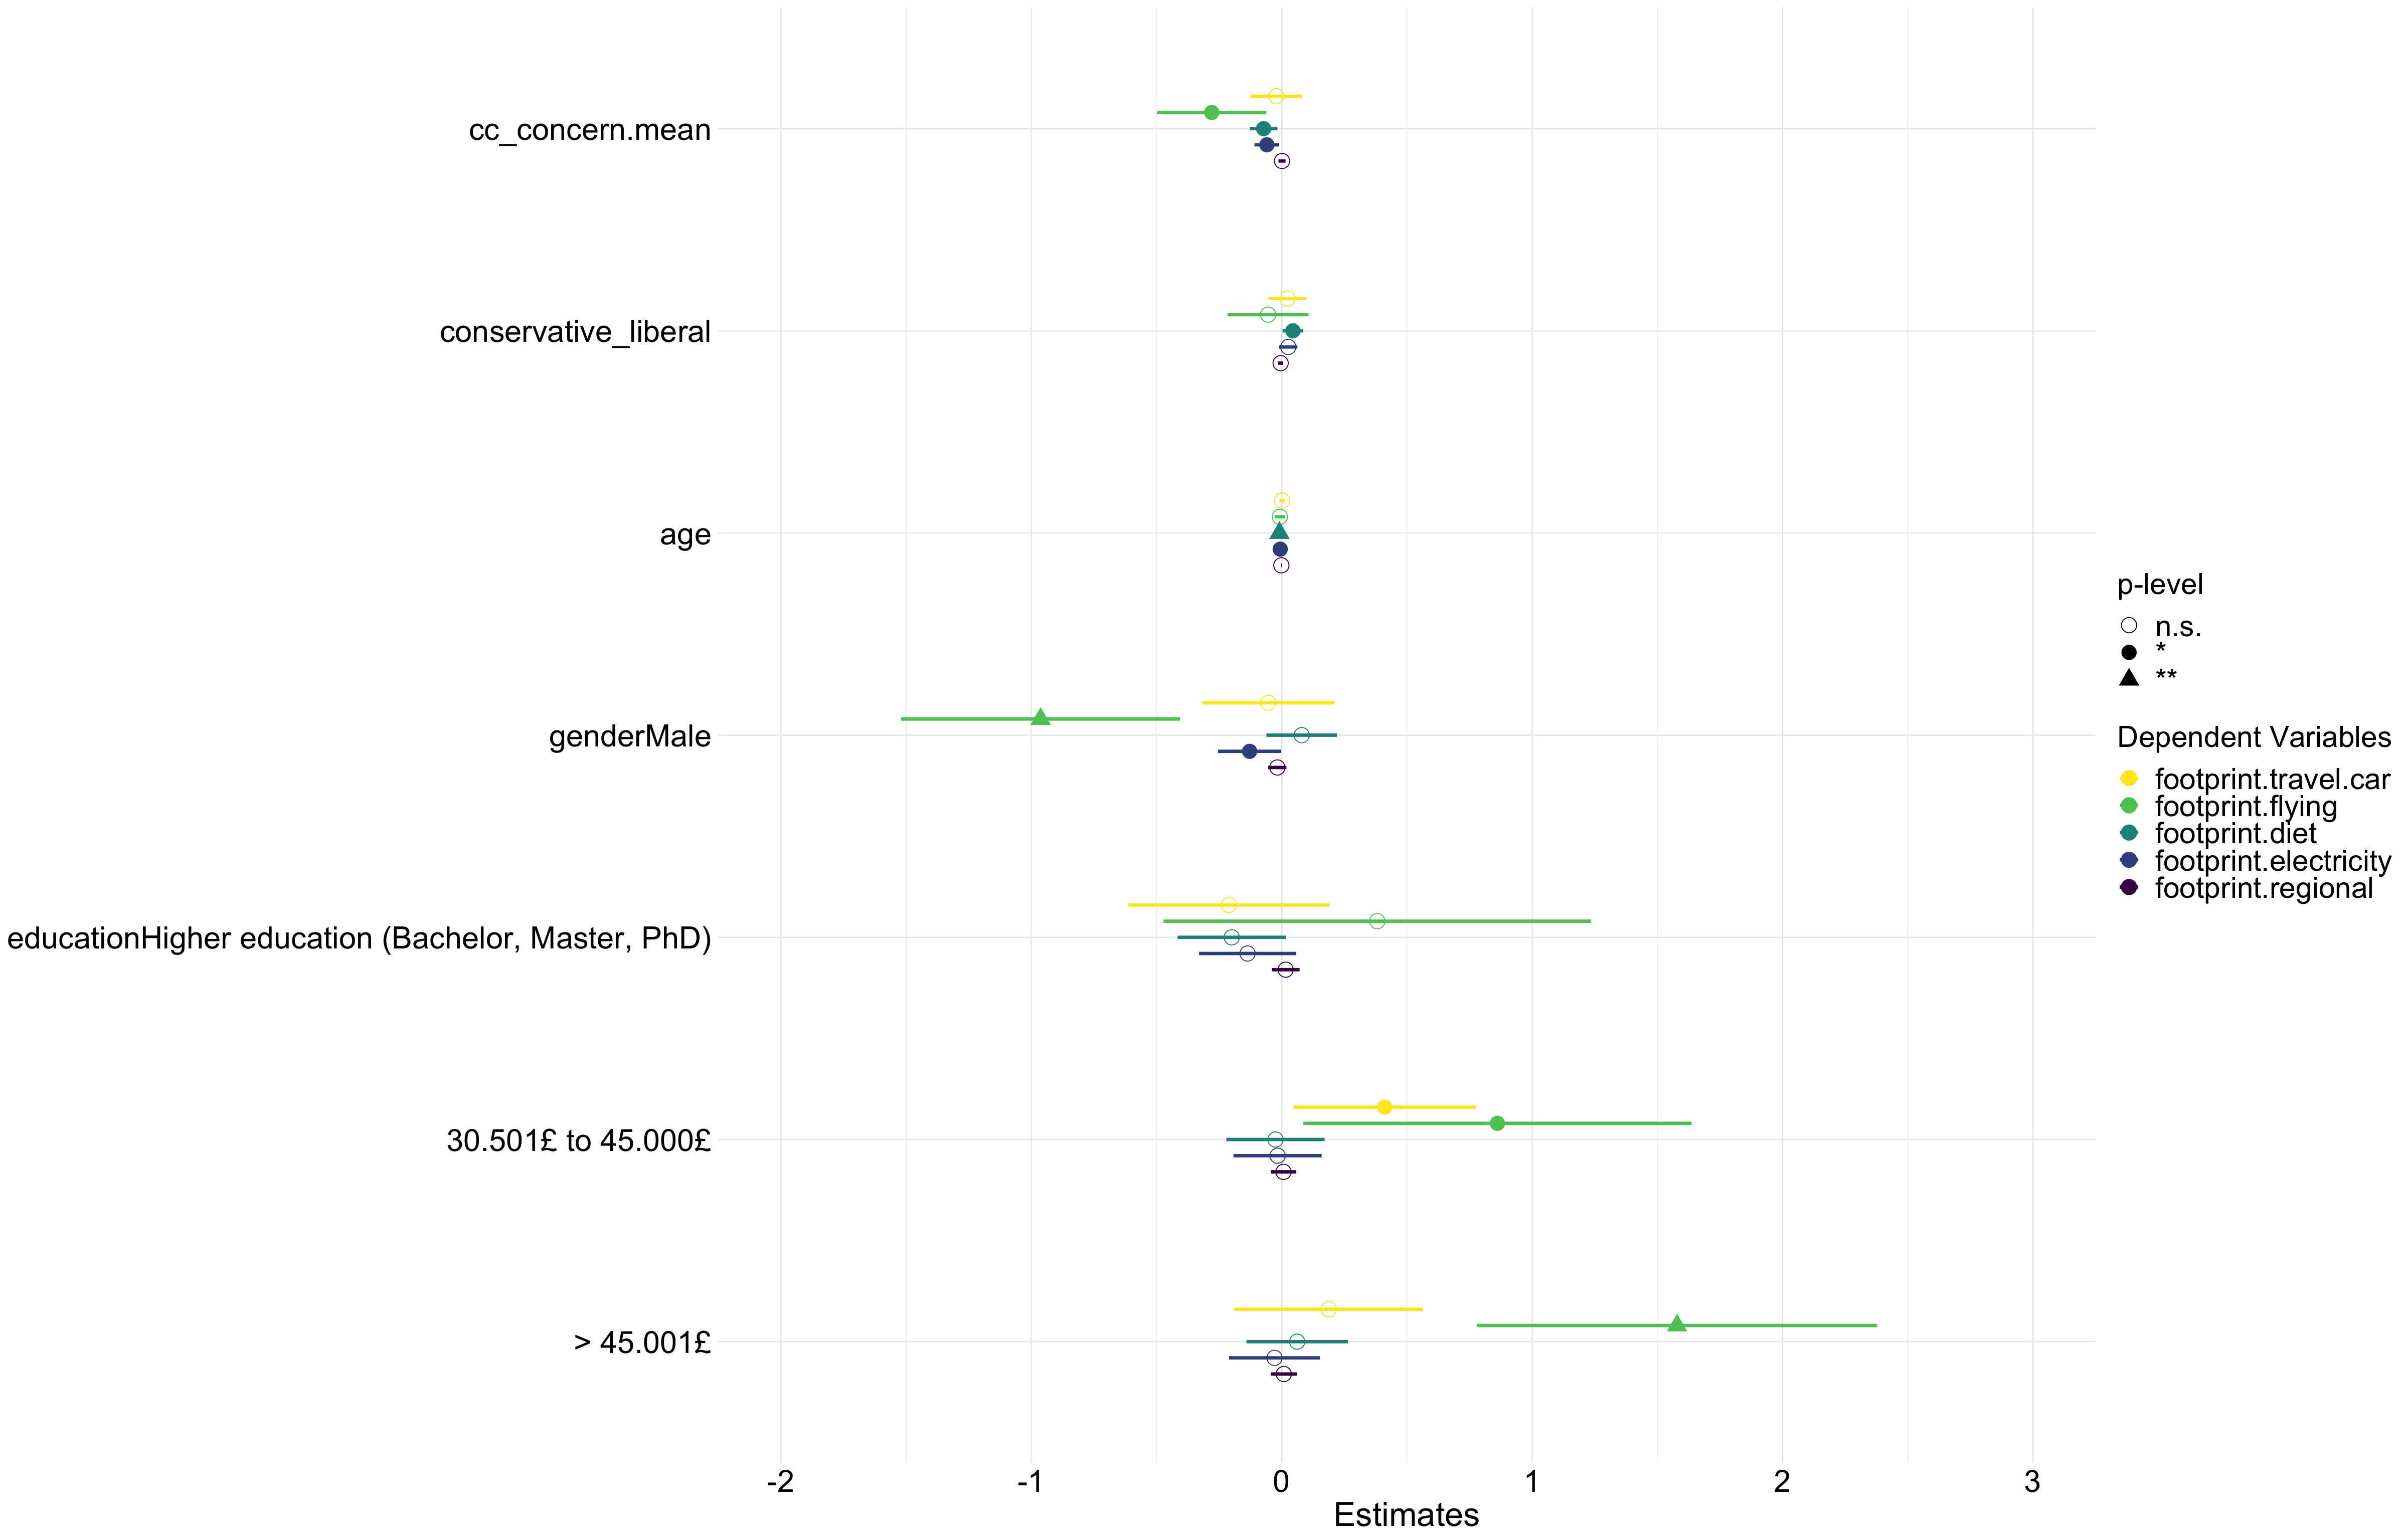 cc_concern.mean
conservative_liberal
age
genderMale
educationHigher education (Bachelor, Master, PhD)
30.501£ to 45.000£
> 45.001£
-2 -1 0 1 2 3
Estimates
p-level
n.s.
*
**
Dependent Variables
footprint.travel.car
footprint.flying
footprint.diet
footprint.electricity
footprint.regional